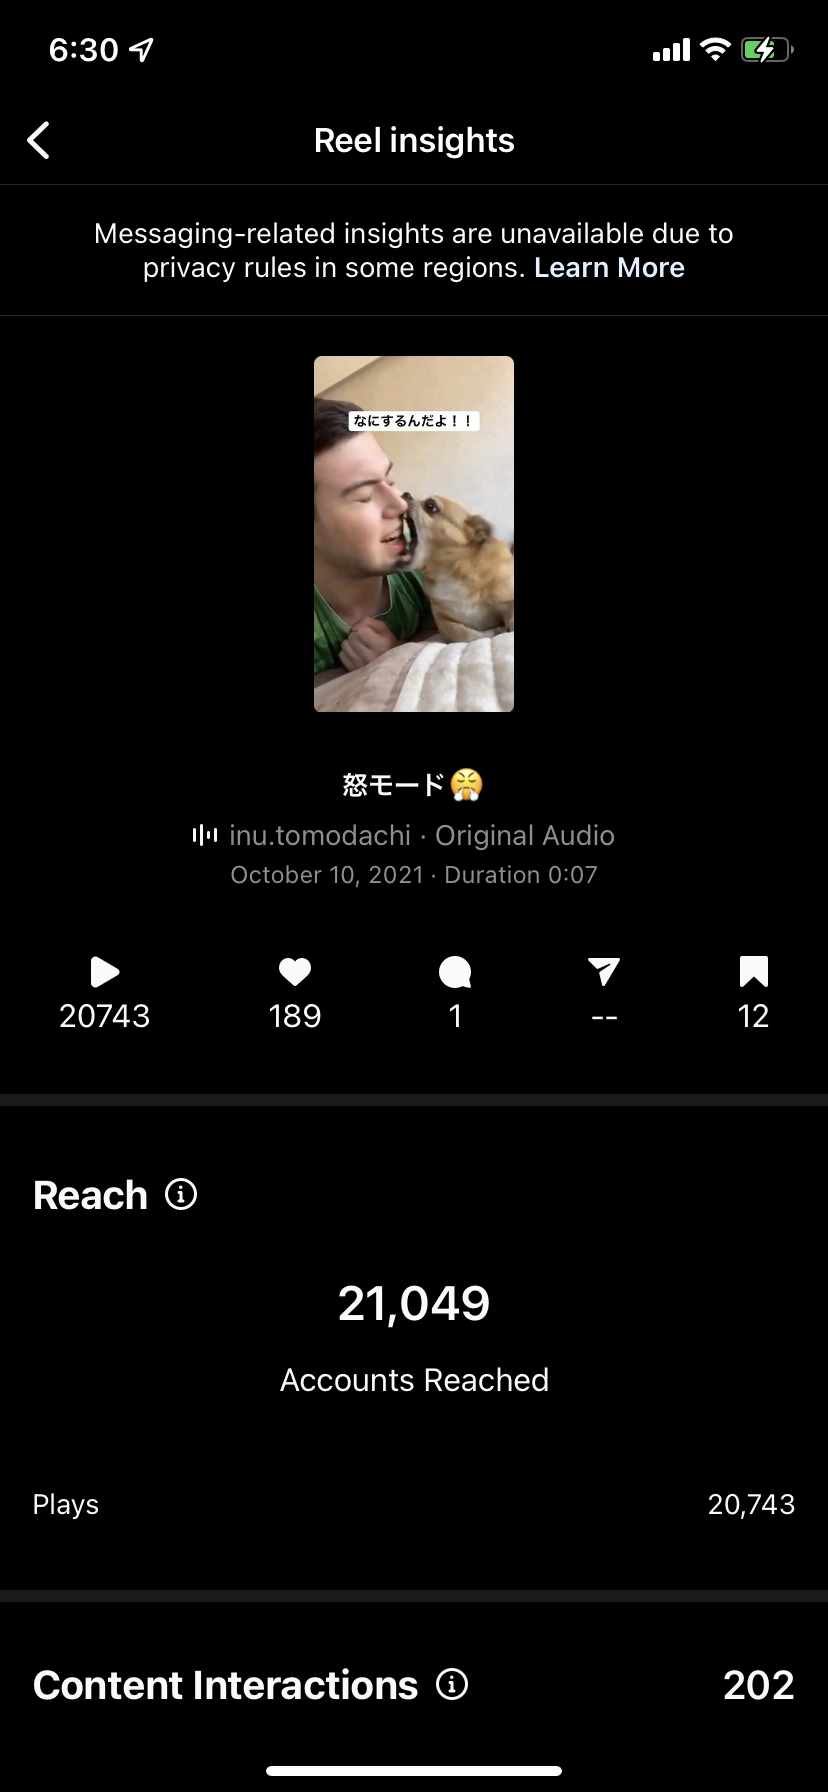 6:30
Reel insights
Messaging-related insights are unavailable due to
privacy rules in some regions. Learn More
なにするんだよ！！
怒モード😤
inu.tomodachi · Original Audio
October 10, 2021 · Duration 0:07
20743 189 1 -- 12
Reach
21,049
Accounts Reached
Plays 20,743
Content Interactions 202